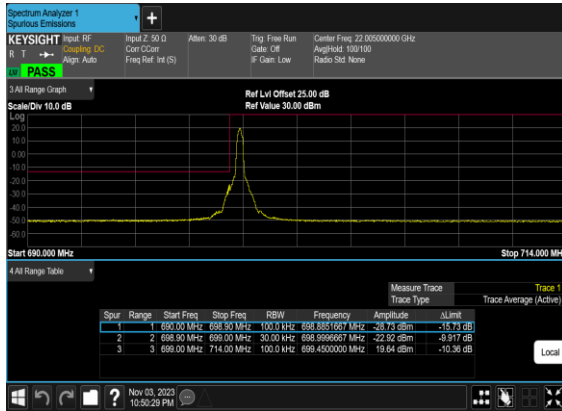 Spectrum Analyzer 1
Spurious Emissions
+
KEYSIGHT Input: RF Input Z: 50 Ω Atten: 30 dB Trig: Free Run Center Freq: 22.005000000 GHz
R T Coupling: DC Corr CCorr Gate: Off Avg|Hold: 100/100
Align: Auto Freq Ref: Int (S) IF Gain: Low Radio Std: None
PASS
3 All Range Graph
Ref Lvl Offset 25.00 dB
Scale/Div 10.0 dB Ref Value 30.00 dBm
Log
20.0
10.0
0.00
-10.0
-20.0
-30.0
-40.0
-50.0
-60.0
Start 690.000 MHz Stop 714.000 MHz
4 All Range Table
Measure Trace Trace 1
Trace Type Trace Average (Active)
Spur Range Start Freq Stop Freq RBW Frequency Amplitude ΔLimit
1 1 690.00 MHz 698.90 MHz 100.0 kHz 698.8851667 MHz -28.73 dBm -15.73 dB
2 2 698.90 MHz 699.00 MHz 30.00 kHz 698.9996667 MHz -22.92 dBm -9.917 dB
3 3 699.00 MHz 714.00 MHz 100.0 kHz 699.4500000 MHz 19.64 dBm -10.36 dB
Local
? Nov 03, 2023
10:50:29 PM